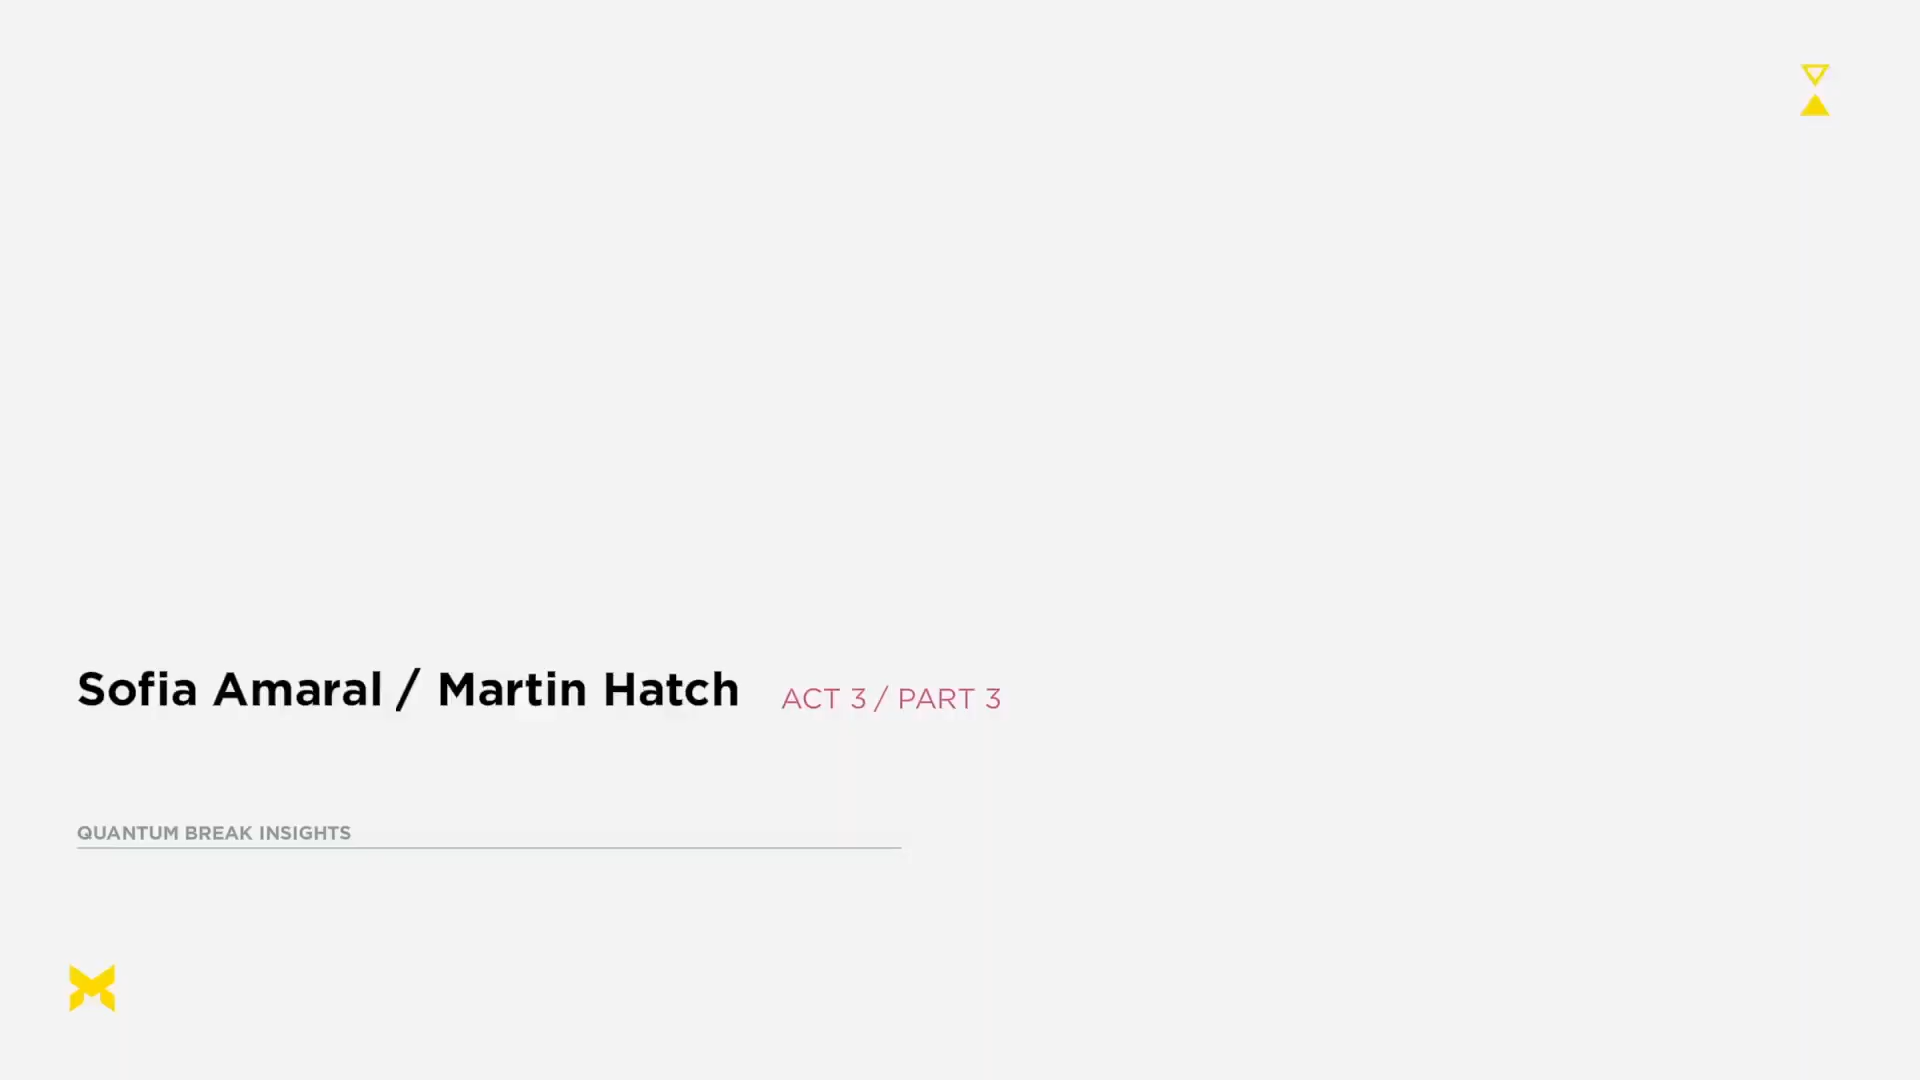 Sofia Amaral / Martin Hatch ACT 3 / PART 3
QUANTUM BREAK INSIGHTS